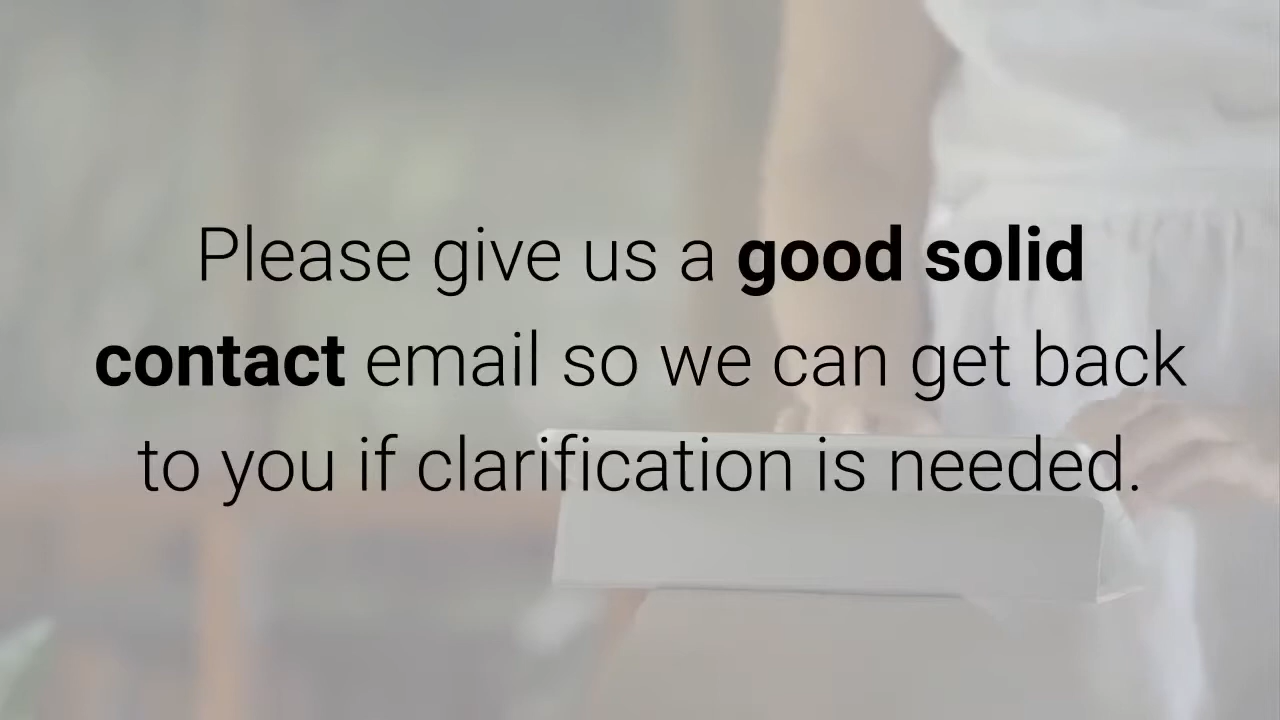 Please give us a good solid
contact email so we can get back
to you if clarification is needed.